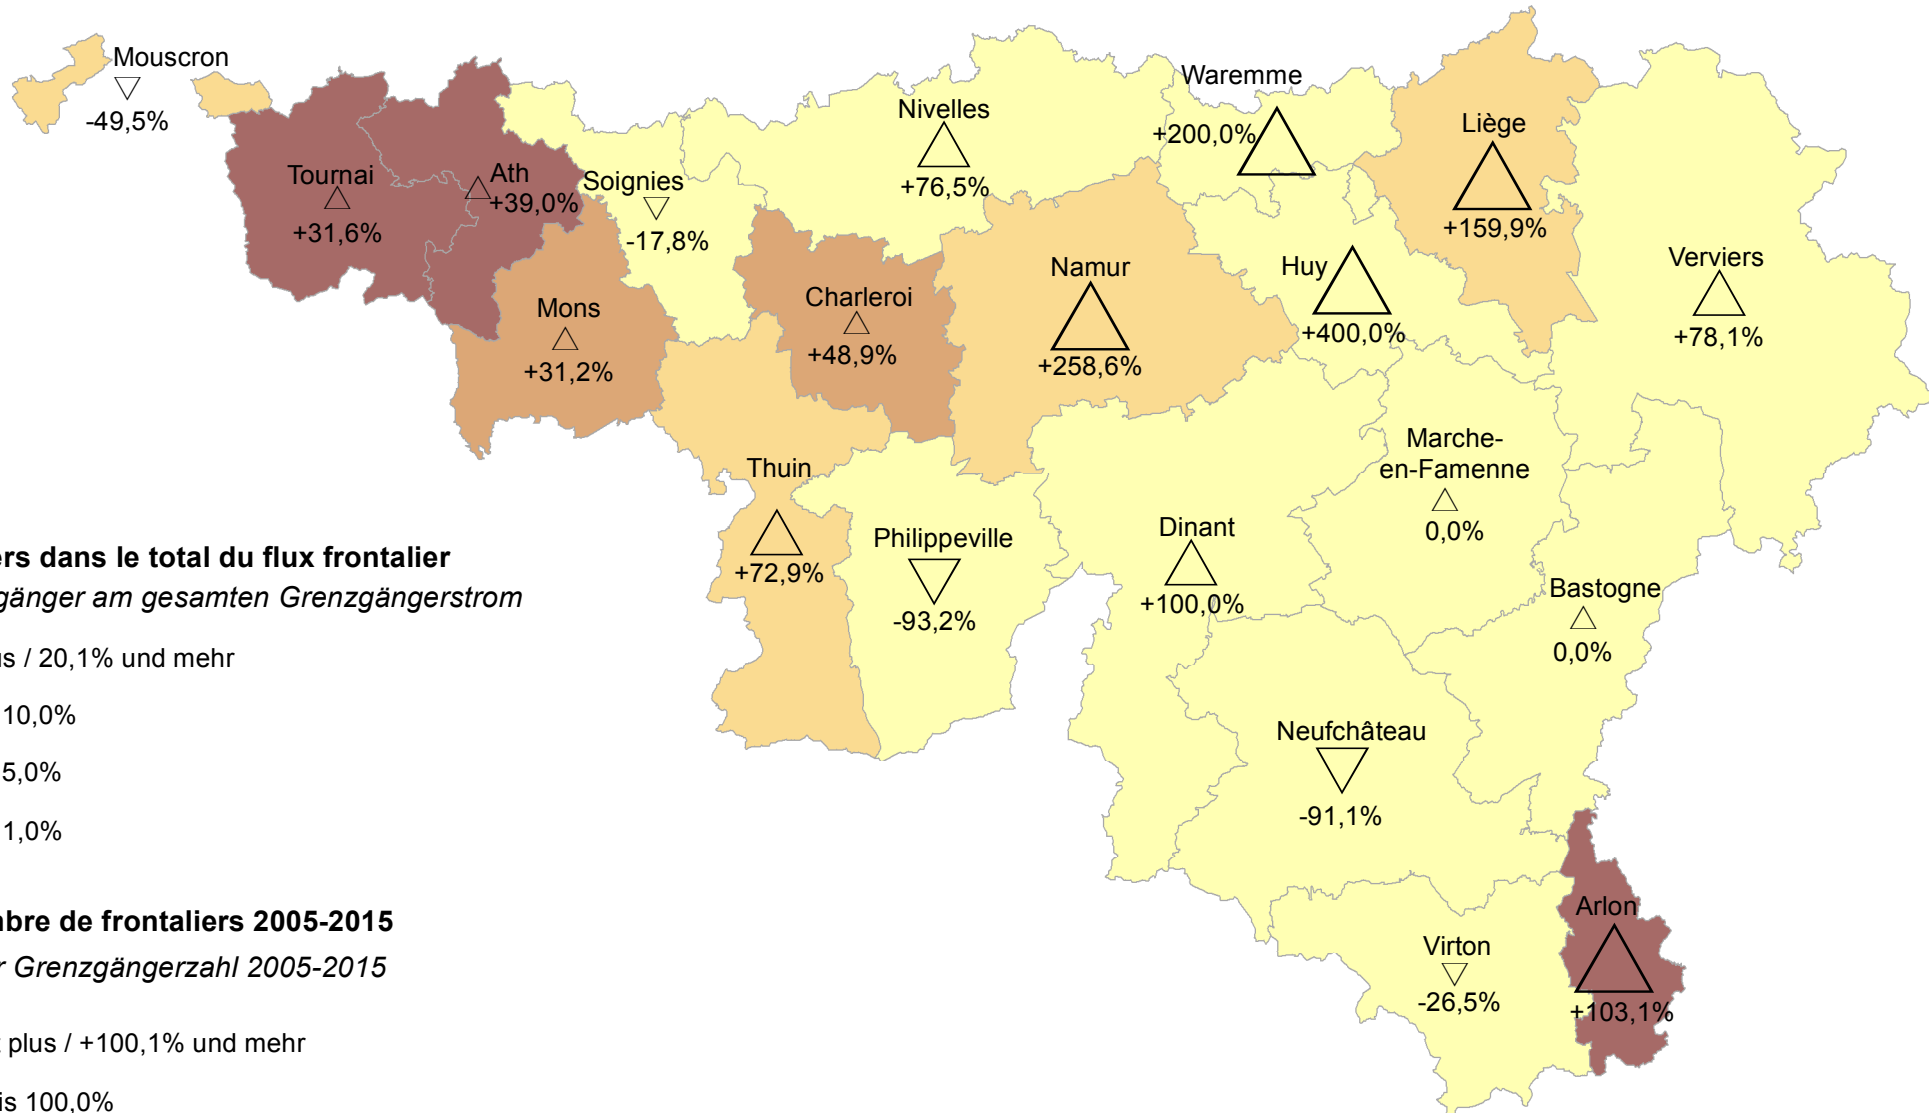 Mouscron
-49,5%
Tournai
+31,6%
Ath
+39,0%
Soignies
-17,8%
Mons
+31,2%
Charleroi
+48,9%
Nivelles
+76,5%
Waremme
+200,0%
Liège
+159,9%
Huy
+400,0%
Namur
+258,6%
Verviers
+78,1%
Thuin
+72,9%
Philippeville
-93,2%
Dinant
+100,0%
Marche-
en-Famenne
0,0%
Bastogne
0,0%
Neufchâteau
-91,1%
Virton
-26,5%
Arlon
+103,1%
ers dans le total du flux frontalier
gänger am gesamten Grenzgängerstrom
us / 20,1% und mehr
10,0%
5,0%
1,0%
mbre de frontaliers 2005-2015
r Grenzgängerzahl 2005-2015
t plus / +100,1% und mehr
is 100,0%